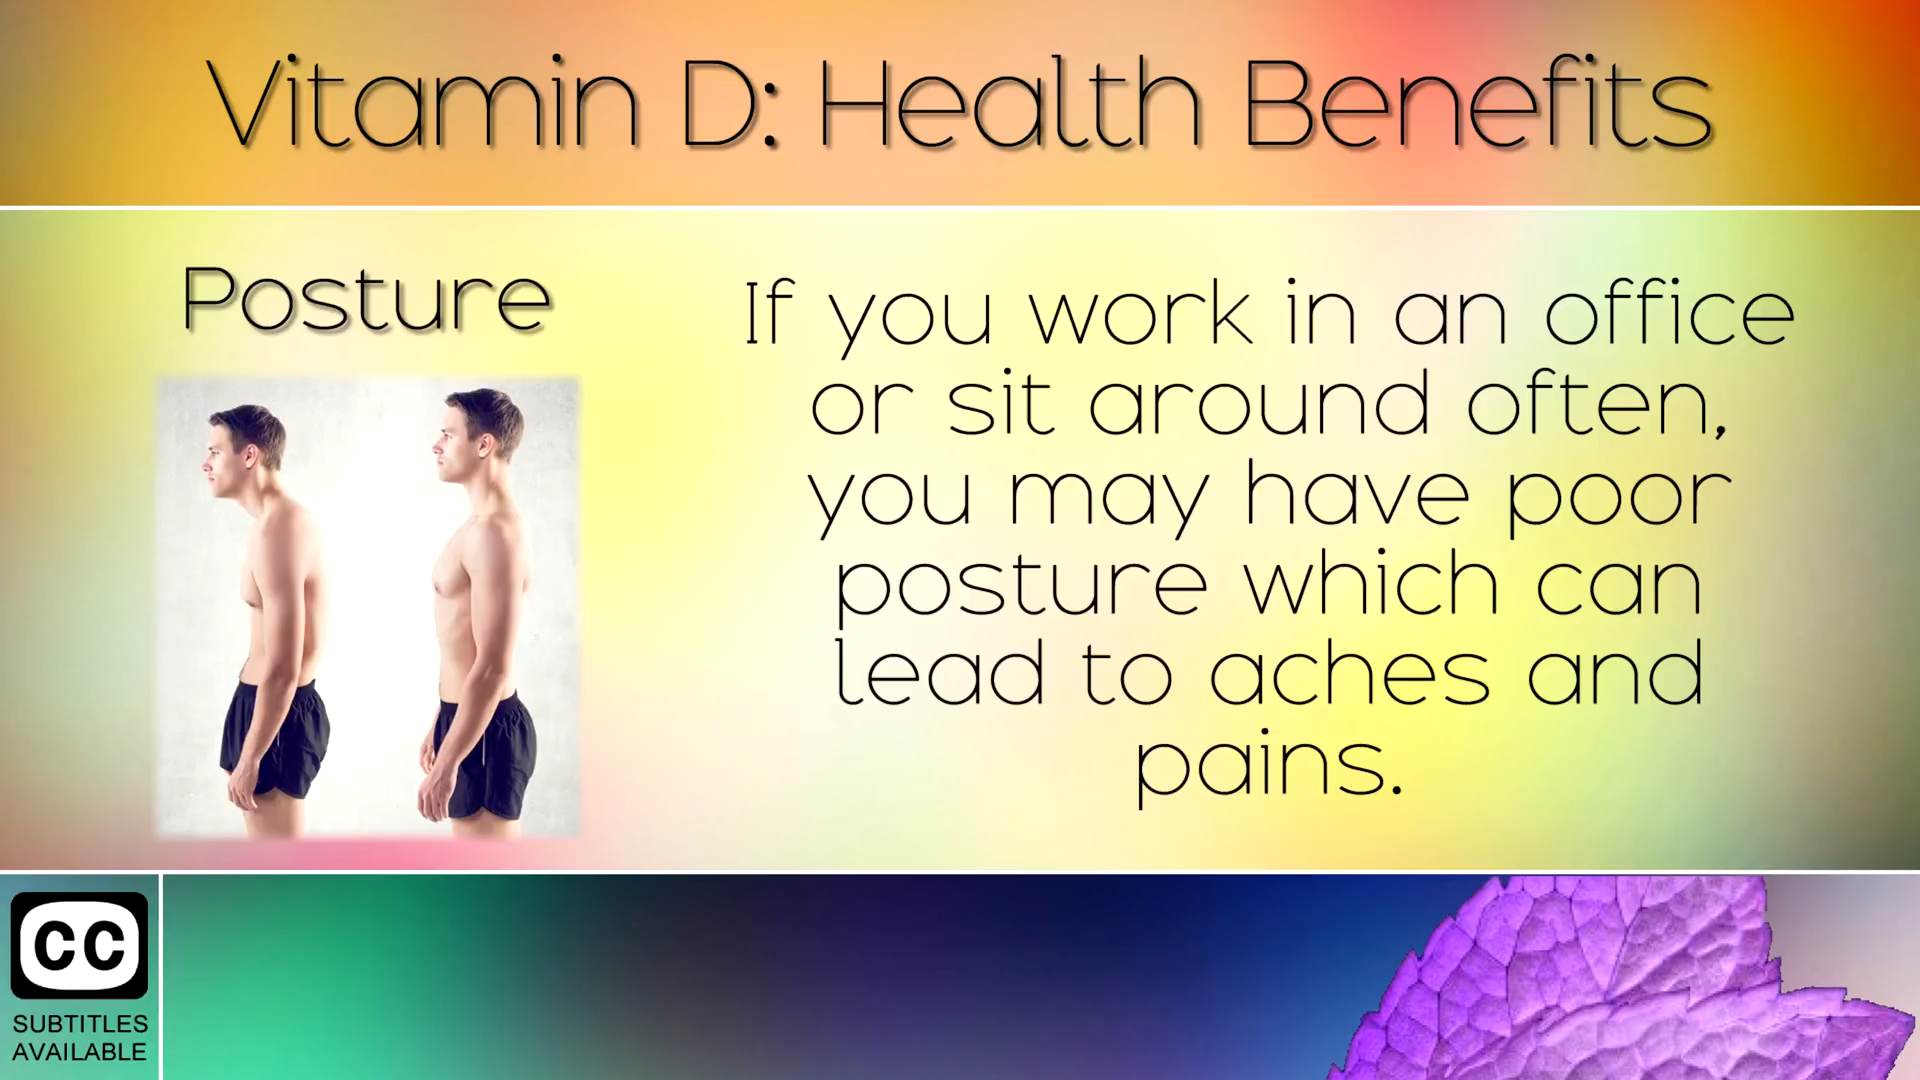 Vitamin D: Health Benefits
Posture
If you work in an office
or sit around often,
you may have poor
posture which can
lead to aches and
pains.
CC
SUBTITLES
AVAILABLE